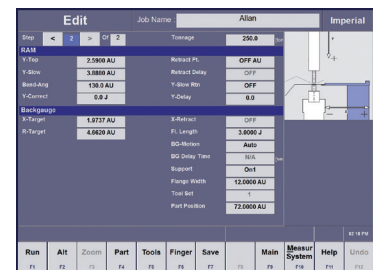 Edit Job Name : Allan Imperial
Step < 2 > Of 2 Tonnage 250.0
RAM
Y-Top 2.5900 AU Retract Pt. OFF AU
Y-Slow 3.8880 AU Retract Delay OFF
Bend-Ang 130.0 AU Y-Slow Rtn OFF
Y-Correct 0.0 J Y-Delay 0.0
Backgauge
X-Target 1.9737 AU X-Retract OFF
R-Target 4.6620 AU Fl. Length 3.0000 J
BG-Motion Auto
BG Delay Time N/A
Support On1
Flange Width 12.0000 AU
Tool Set
Part Position 72.0000 AU
02 18 PM
Run Alt Zoom Part Tools Finger Save Main Measur System Help Undo
F1 F2 F3 F4 F5 F6 F7 F8 F9 F10 F11 F12